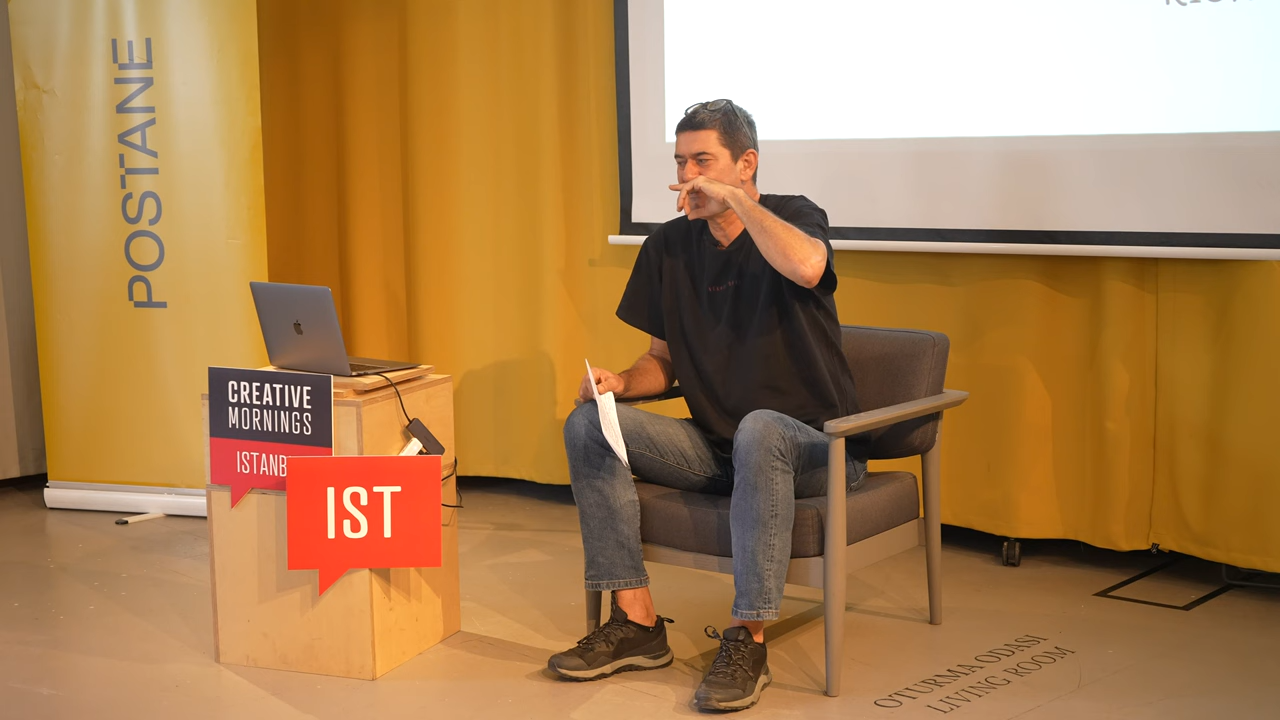 POSTANE
CREATIVE
MORNINGS
ISTANB
IST
OTURMA ODASI
LIVING ROOM